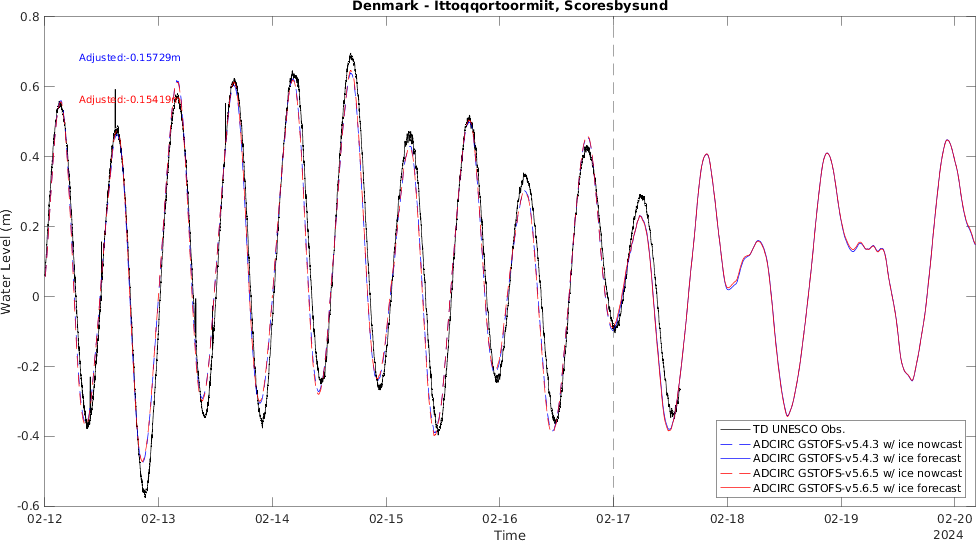 Denmark - Ittoqqortoormiit, Scoresbysund
0.8
0.6
0.4
0.2
0
-0.2
-0.4
-0.6
Water Level (m)
Adjusted:-0.15729m
Adjusted:-0.15419m
TD UNESCO Obs.
ADCIRC GSTOFS-v5.4.3 w/ ice nowcast
ADCIRC GSTOFS-v5.4.3 w/ ice forecast
ADCIRC GSTOFS-v5.6.5 w/ ice nowcast
ADCIRC GSTOFS-v5.6.5 w/ ice forecast
02-12 02-13 02-14 02-15 02-16 02-17 02-18 02-19 02-20
Time
2024